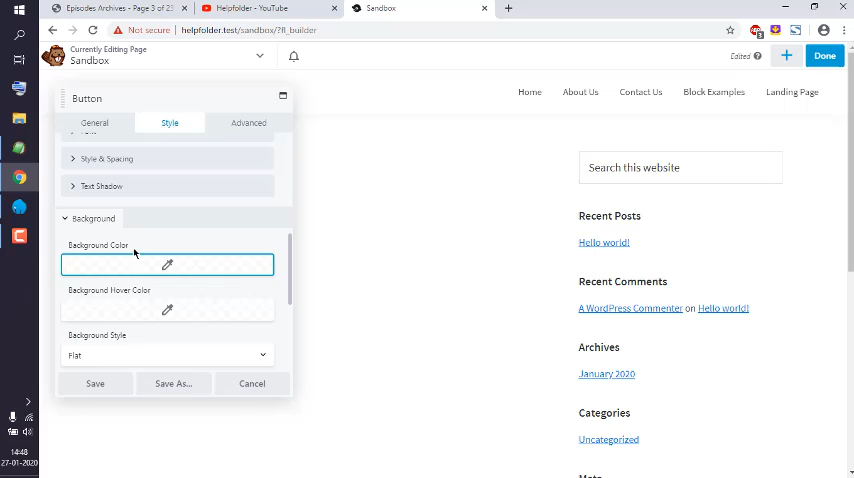 Episodes Archives - Page 3 of 23
Helpfolder - YouTube
Sandbox
Not secure | helpfolder.test/sandbox/?fl_builder
3
Currently Editing Page
Sandbox
Edited
Done
Home
About Us
Contact Us
Block Examples
Landing Page
Button
General
Style
Advanced
Style & Spacing
Text Shadow
Background
Background Color
Background Hover Color
Background Style
Flat
Save
Save As...
Cancel
Search this website
Recent Posts
Hello world!
Recent Comments
A WordPress Commenter on Hello world!
Archives
January 2020
Categories
Uncategorized
14:48
27-01-2020